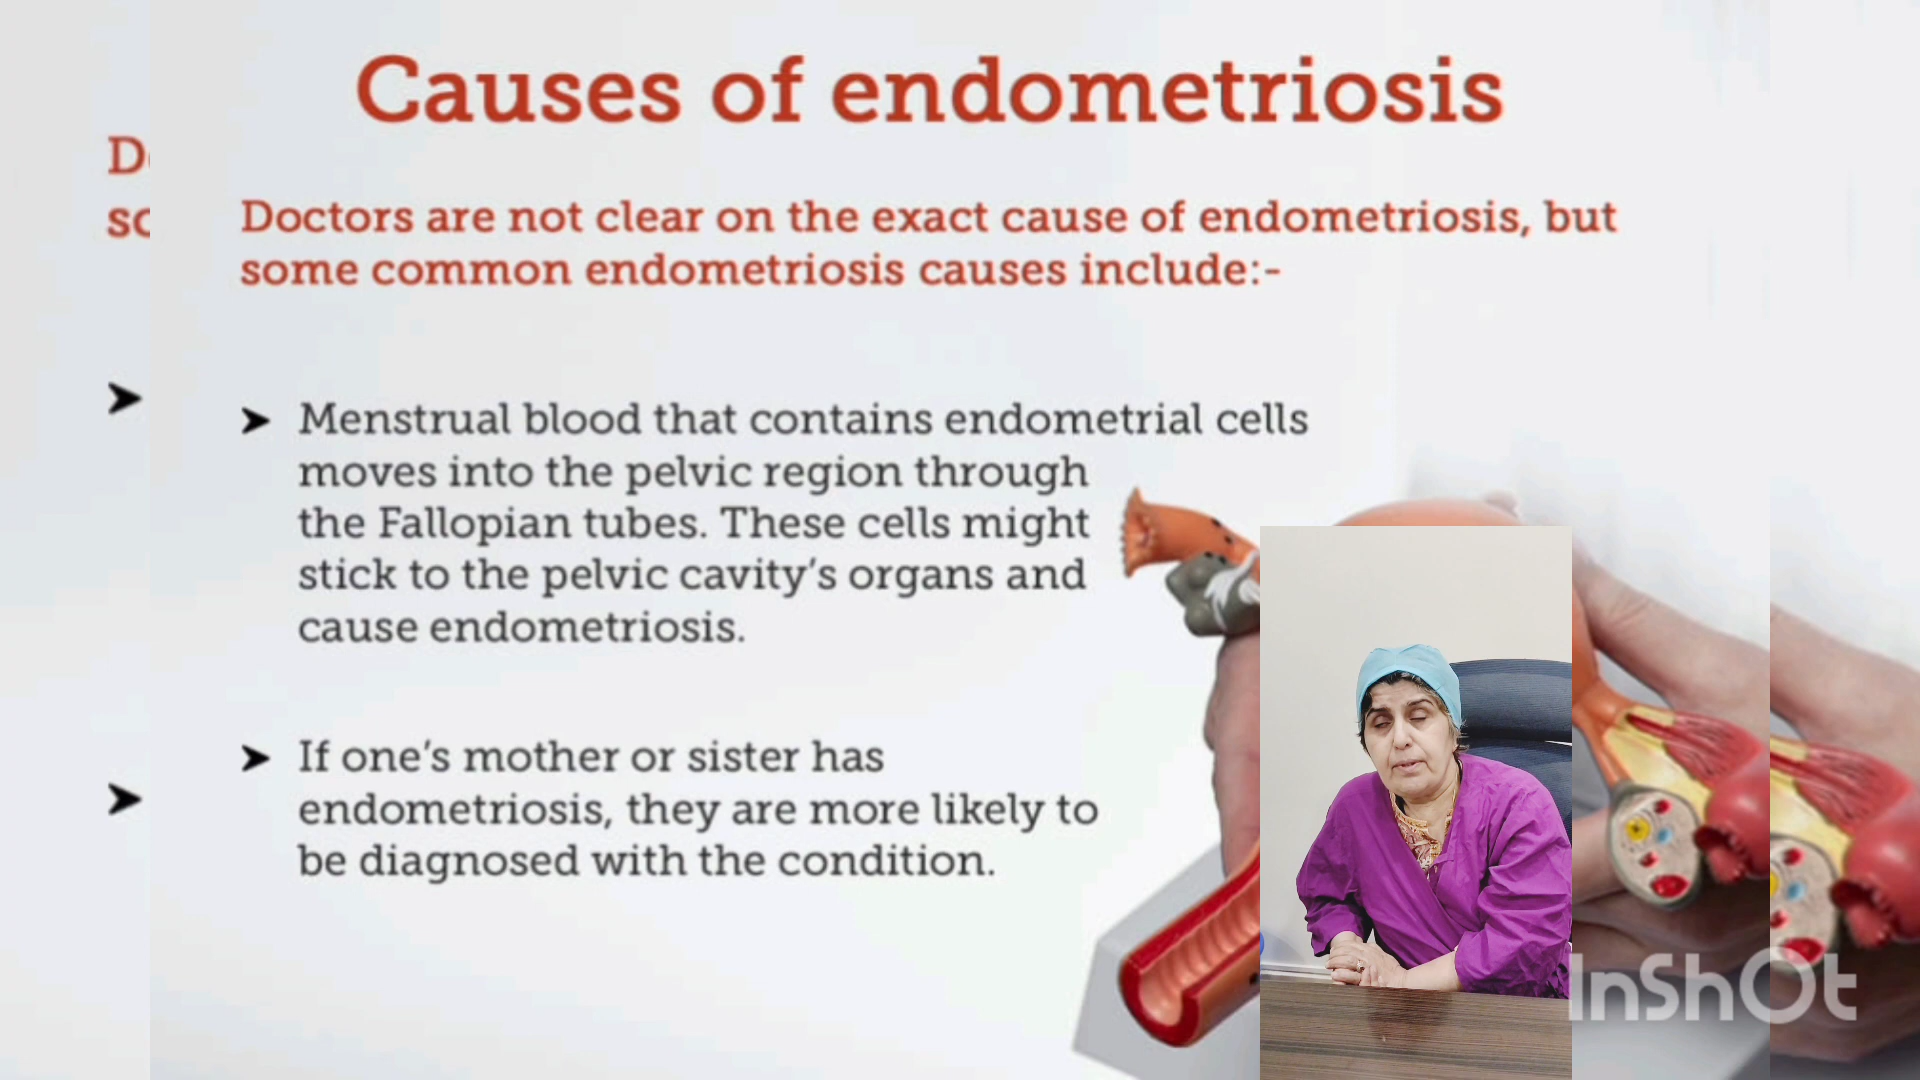 Causes of endometriosis
Doctors are not clear on the exact cause of endometriosis, but
some common endometriosis causes include:-
➤ Menstrual blood that contains endometrial cells
moves into the pelvic region through
the Fallopian tubes. These cells might
stick to the pelvic cavity's organs and
cause endometriosis.
➤ If one's mother or sister has
endometriosis, they are more likely to
be diagnosed with the condition.
InShOt